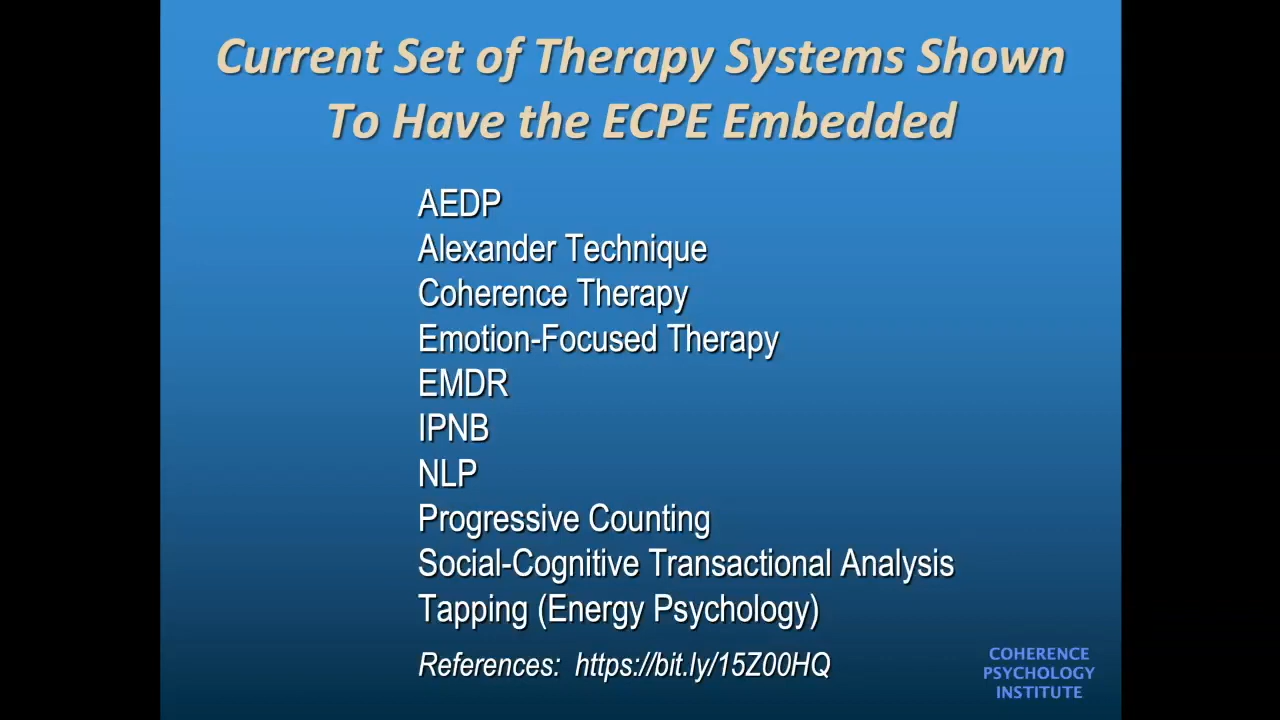 Current Set of Therapy Systems Shown
To Have the ECPE Embedded
AEDP
Alexander Technique
Coherence Therapy
Emotion-Focused Therapy
EMDR
IPNB
NLP
Progressive Counting
Social-Cognitive Transactional Analysis
Tapping (Energy Psychology)
References: https://bit.ly/15Z00HQ
COHERENCE
PSYCHOLOGY
INSTITUTE